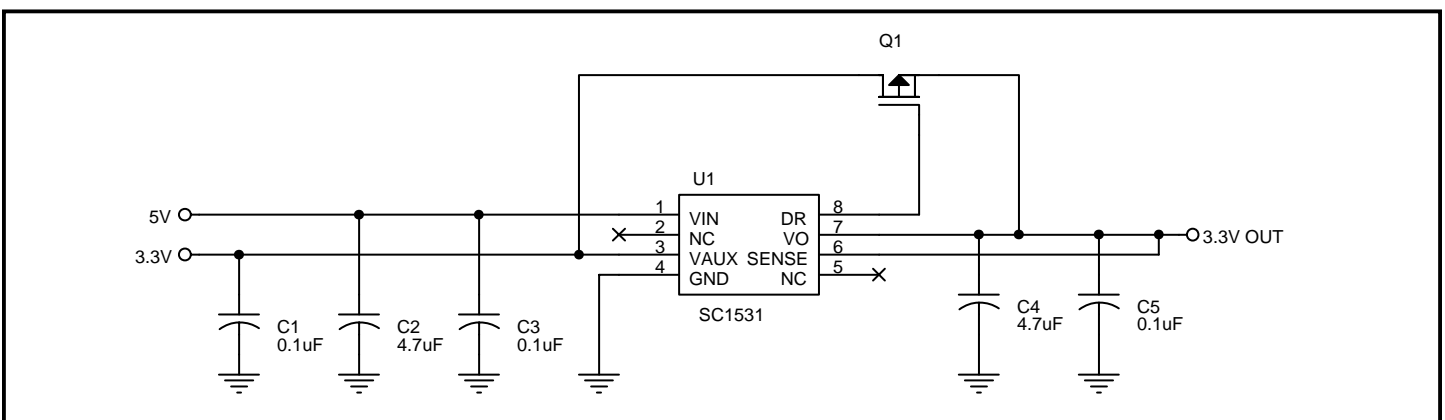 Q1
U1
5V
3.3V
1 VIN DR 8
2 NC VO 7
3 VAUX SENSE 6
4 GND NC 5
3.3V OUT
SC1531
C1
0.1uF
C2
4.7uF
C3
0.1uF
C4
4.7uF
C5
0.1uF